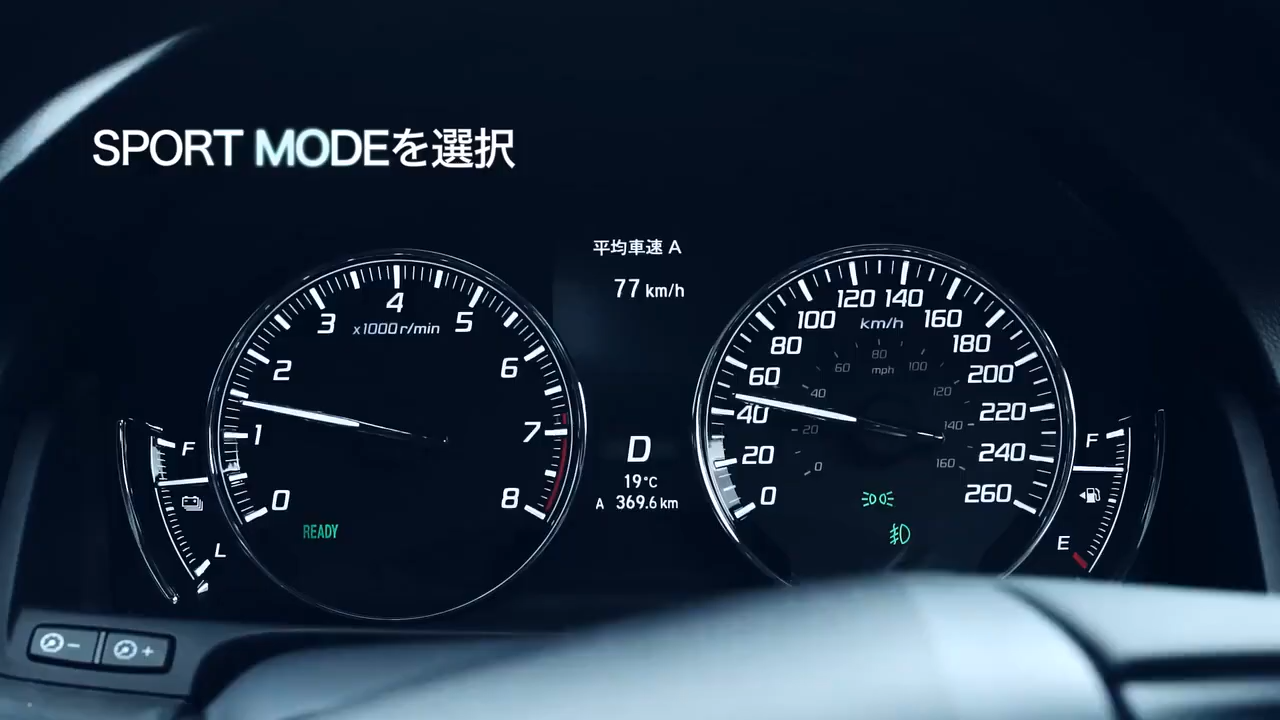 SPORT MODEを選択
平均車速 A
77 km/h
0 1 2 3 4 5 6 7 8
x1000 r/min
READY
F
L
D
19°C
A 369.6 km
0 20 40 60 80 100 120 140 160 180 200 220 240 260
km/h
0 20 40 60 80 100 120 140 160
mph
F
E